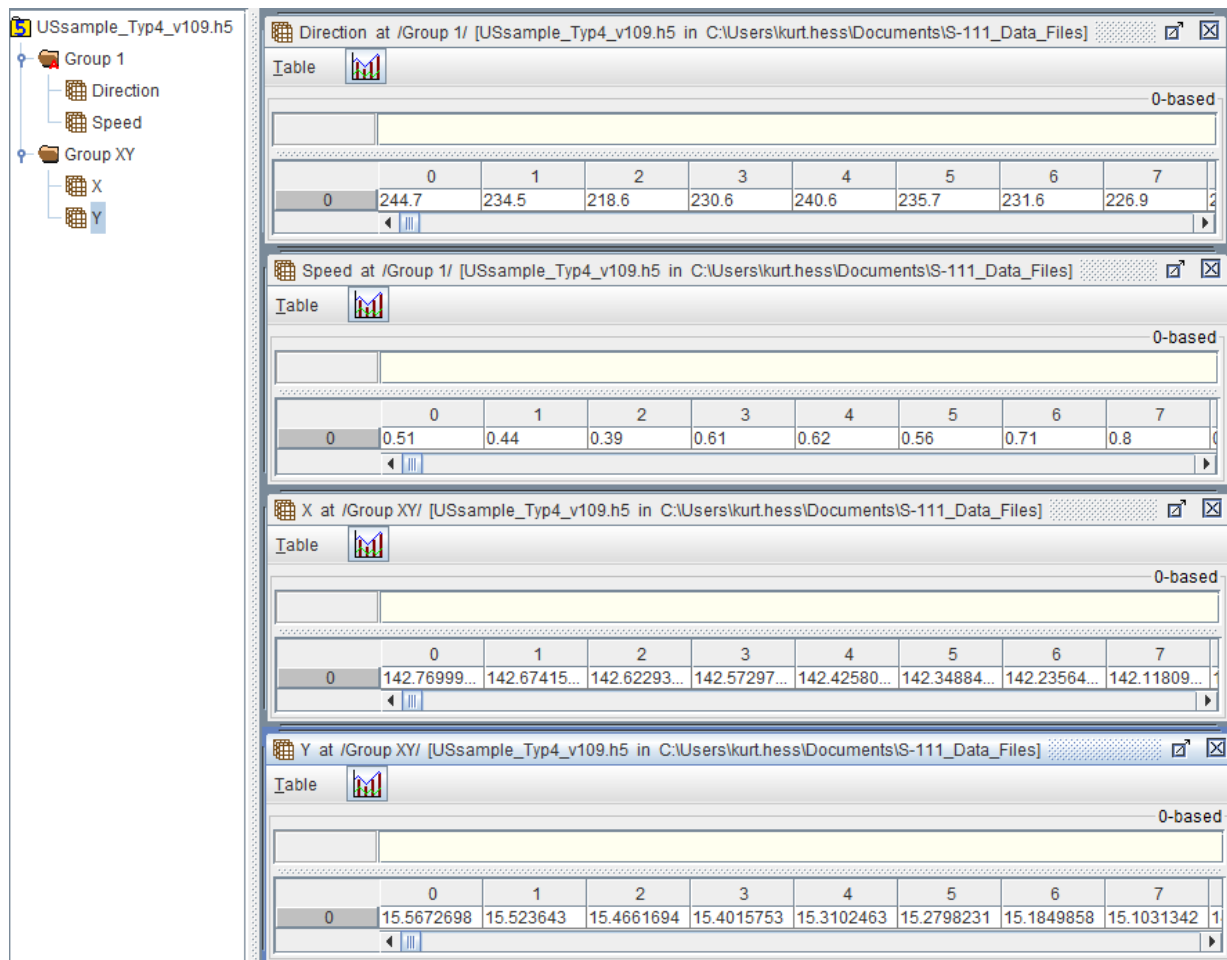 USsample_Typ4_v109.h5
Group 1
Direction
Speed
Group XY
X
Y
Direction at /Group 1/ [USsample_Typ4_v109.h5 in C:\Users\kurt.hess\Documents\S-111_Data_Files]
Table
0-based
0 1 2 3 4 5 6 7
0 244.7 234.5 218.6 230.6 240.6 235.7 231.6 226.9
Speed at /Group 1/ [USsample_Typ4_v109.h5 in C:\Users\kurt.hess\Documents\S-111_Data_Files]
Table
0-based
0 1 2 3 4 5 6 7
0 0.51 0.44 0.39 0.61 0.62 0.56 0.71 0.8
X at /Group XY/ [USsample_Typ4_v109.h5 in C:\Users\kurt.hess\Documents\S-111_Data_Files]
Table
0-based
0 1 2 3 4 5 6 7
0 142.76999... 142.67415... 142.62293... 142.57297... 142.42580... 142.34884... 142.23564... 142.11809...
Y at /Group XY/ [USsample_Typ4_v109.h5 in C:\Users\kurt.hess\Documents\S-111_Data_Files]
Table
0-based
0 1 2 3 4 5 6 7
0 15.5672698 15.523643 15.4661694 15.4015753 15.3102463 15.2798231 15.1849858 15.1031342